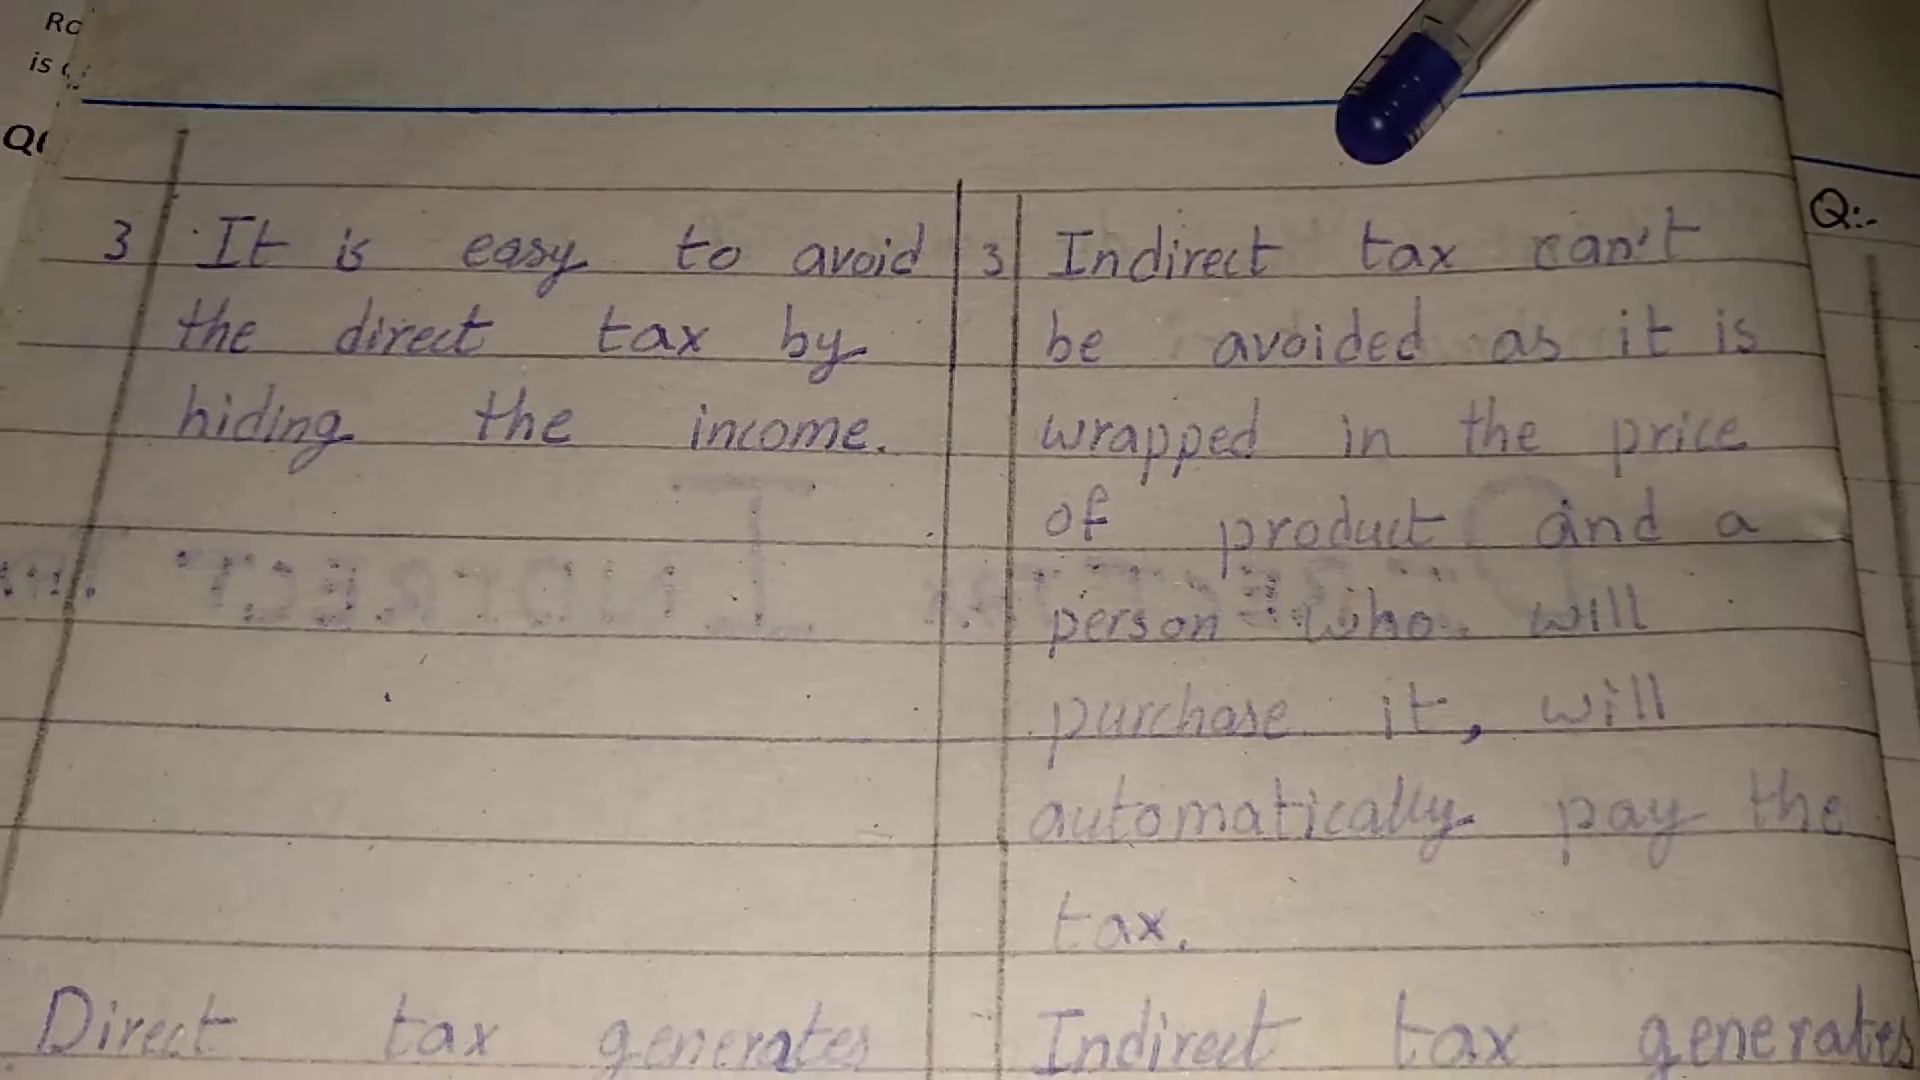 Ro
is
Q
3 It is easy to avoid
the direct tax by
hiding the income.
3 Indirect tax can't
be avoided as it is
wrapped in the price
of product and a
person who will
purchase it, will
automatically pay the
tax.
Direct tax generates
Indirect tax generates
Q:-